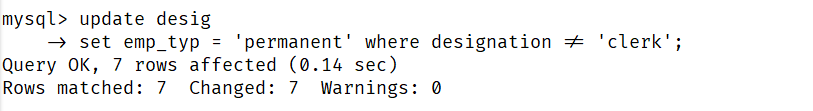 mysql> update desig
    -> set emp_typ = 'permanent' where designation != 'clerk';
Query OK, 7 rows affected (0.14 sec)
Rows matched: 7  Changed: 7  Warnings: 0